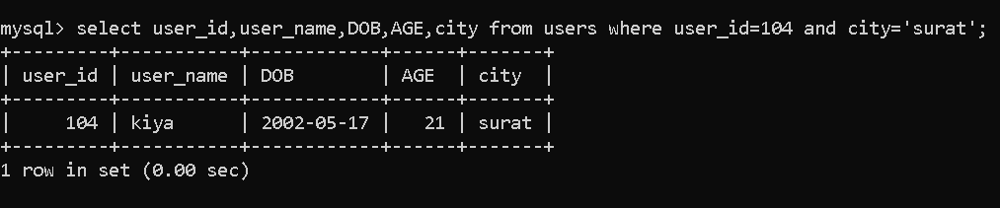 mysql> select user_id,user_name,DOB,AGE,city from users where user_id=104 and city='surat';
+---------+-----------+------------+------+-------+
| user_id | user_name | DOB        | AGE  | city  |
+---------+-----------+------------+------+-------+
|     104 | kiya      | 2002-05-17 |   21 | surat |
+---------+-----------+------------+------+-------+
1 row in set (0.00 sec)